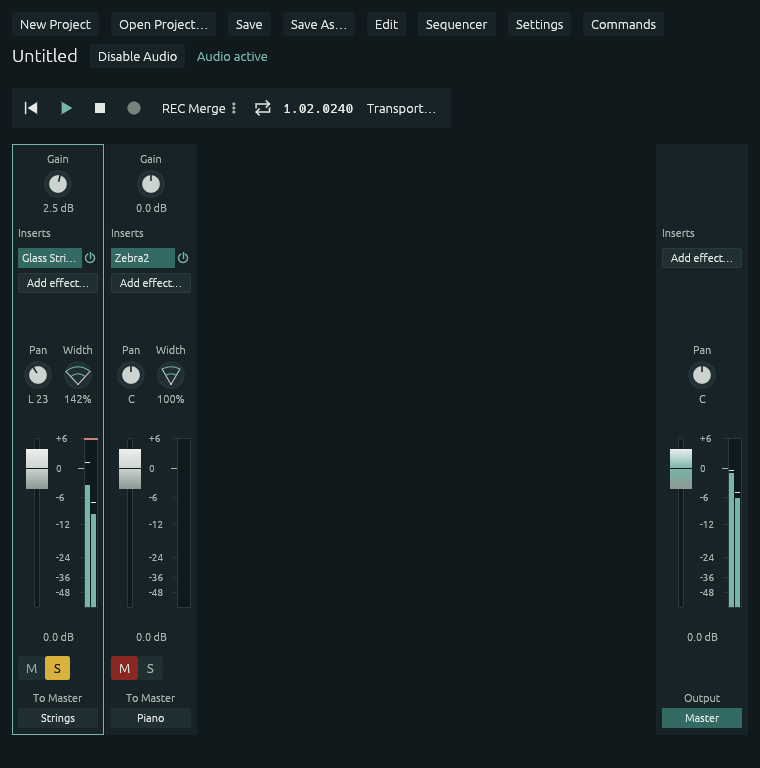 New Project Open Project... Save Save As... Edit Sequencer Settings Commands
Untitled Disable Audio Audio active
REC Merge 1.02.0240 Transport...
Gain Gain
2.5 dB 0.0 dB
Inserts Inserts Inserts
Glass Stri... Zebra2 Add effect...
Add effect... Add effect...
Pan Width Pan Width Pan
L 23 142% C 100% C
+6 +6 +6
0 0 0
-6 -6 -6
-12 -12 -12
-24 -24 -24
-36 -36 -36
-48 -48 -48
0.0 dB 0.0 dB 0.0 dB
M S M S
To Master To Master Output
Strings Piano Master